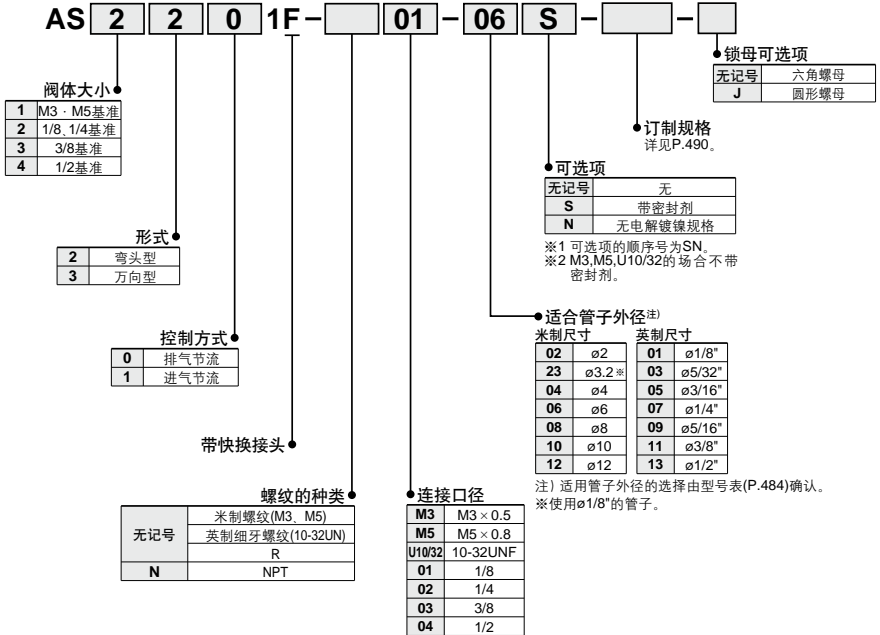 AS 2 2 0 1F - 01 - 06 S - -
阀体大小
1 M3 · M5基准
2 1/8、1/4基准
3 3/8基准
4 1/2基准
形式
2 弯头型
3 万向型
控制方式
0 排气节流
1 进气节流
带快换接头
螺纹的种类
无记号 米制螺纹(M3、M5)
英制细牙螺纹(10-32UN)
R
N NPT
连接口径
M3 M3×0.5
M5 M5×0.8
U10/32 10-32UNF
01 1/8
02 1/4
03 3/8
04 1/2
适合管子外径注)
米制尺寸
02 ø2
23 ø3.2※
04 ø4
06 ø6
08 ø8
10 ø10
12 ø12
英制尺寸
01 ø1/8"
03 ø5/32"
05 ø3/16"
07 ø1/4"
09 ø5/16"
11 ø3/8"
13 ø1/2"
注) 适用管子外径的选择由型号表(P.484)确认。
※使用ø1/8"的管子。
可选项
无记号 无
S 带密封剂
N 无电解镀镍规格
※1 可选项的顺序号为SN。
※2 M3,M5,U10/32的场合不带
密封剂。
订制规格
详见P.490。
锁母可选项
无记号 六角螺母
J 圆形螺母